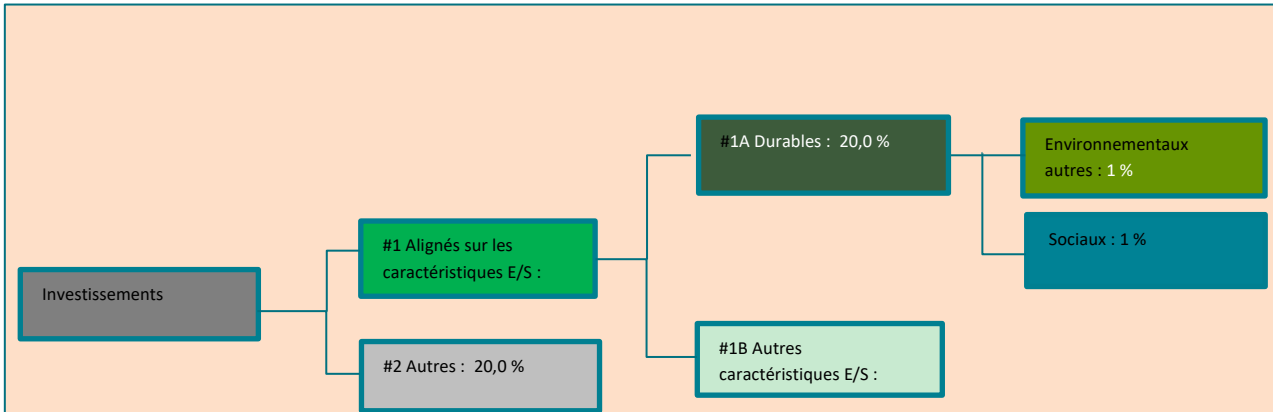 #1A Durables : 20,0 %
Environnementaux
autres : 1 %
Sociaux : 1 %
#1 Alignés sur les
caractéristiques E/S :
Investissements
#2 Autres : 20,0 %
#1B Autres
caractéristiques E/S :